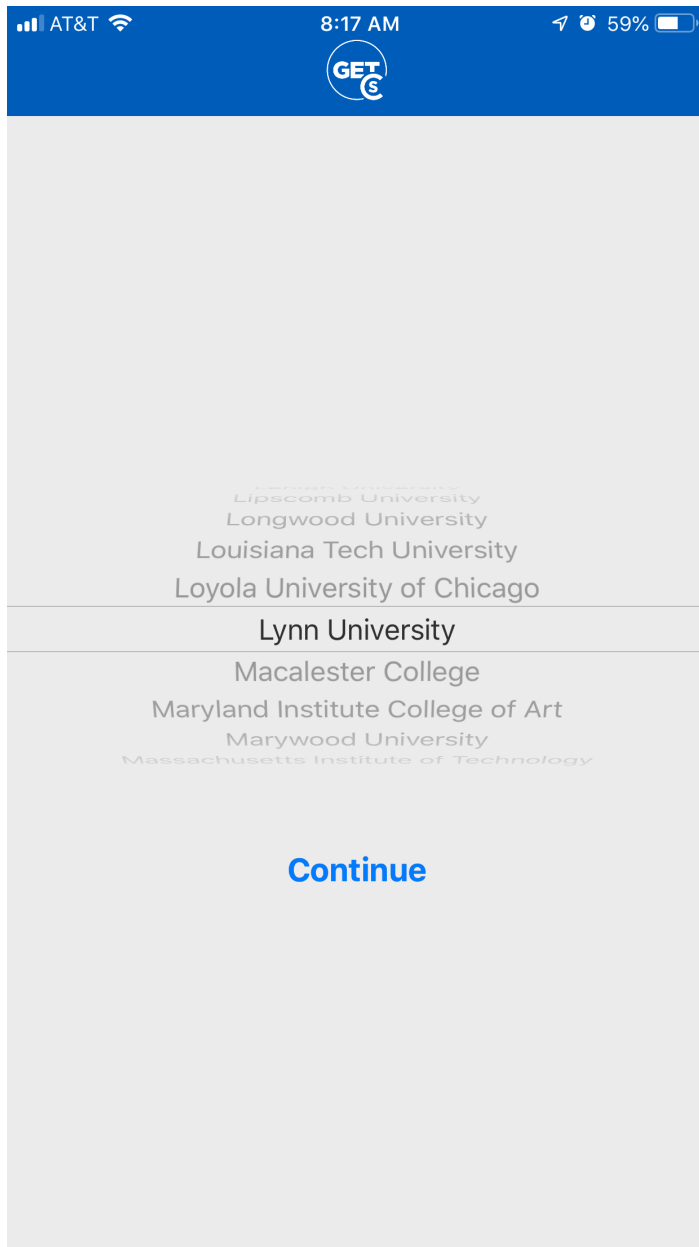 AT&T
8:17 AM
59%
GET
CS
Lipscomb University
Longwood University
Louisiana Tech University
Loyola University of Chicago
Lynn University
Macalester College
Maryland Institute College of Art
Marywood University
Massachusetts Institute of Technology
Continue